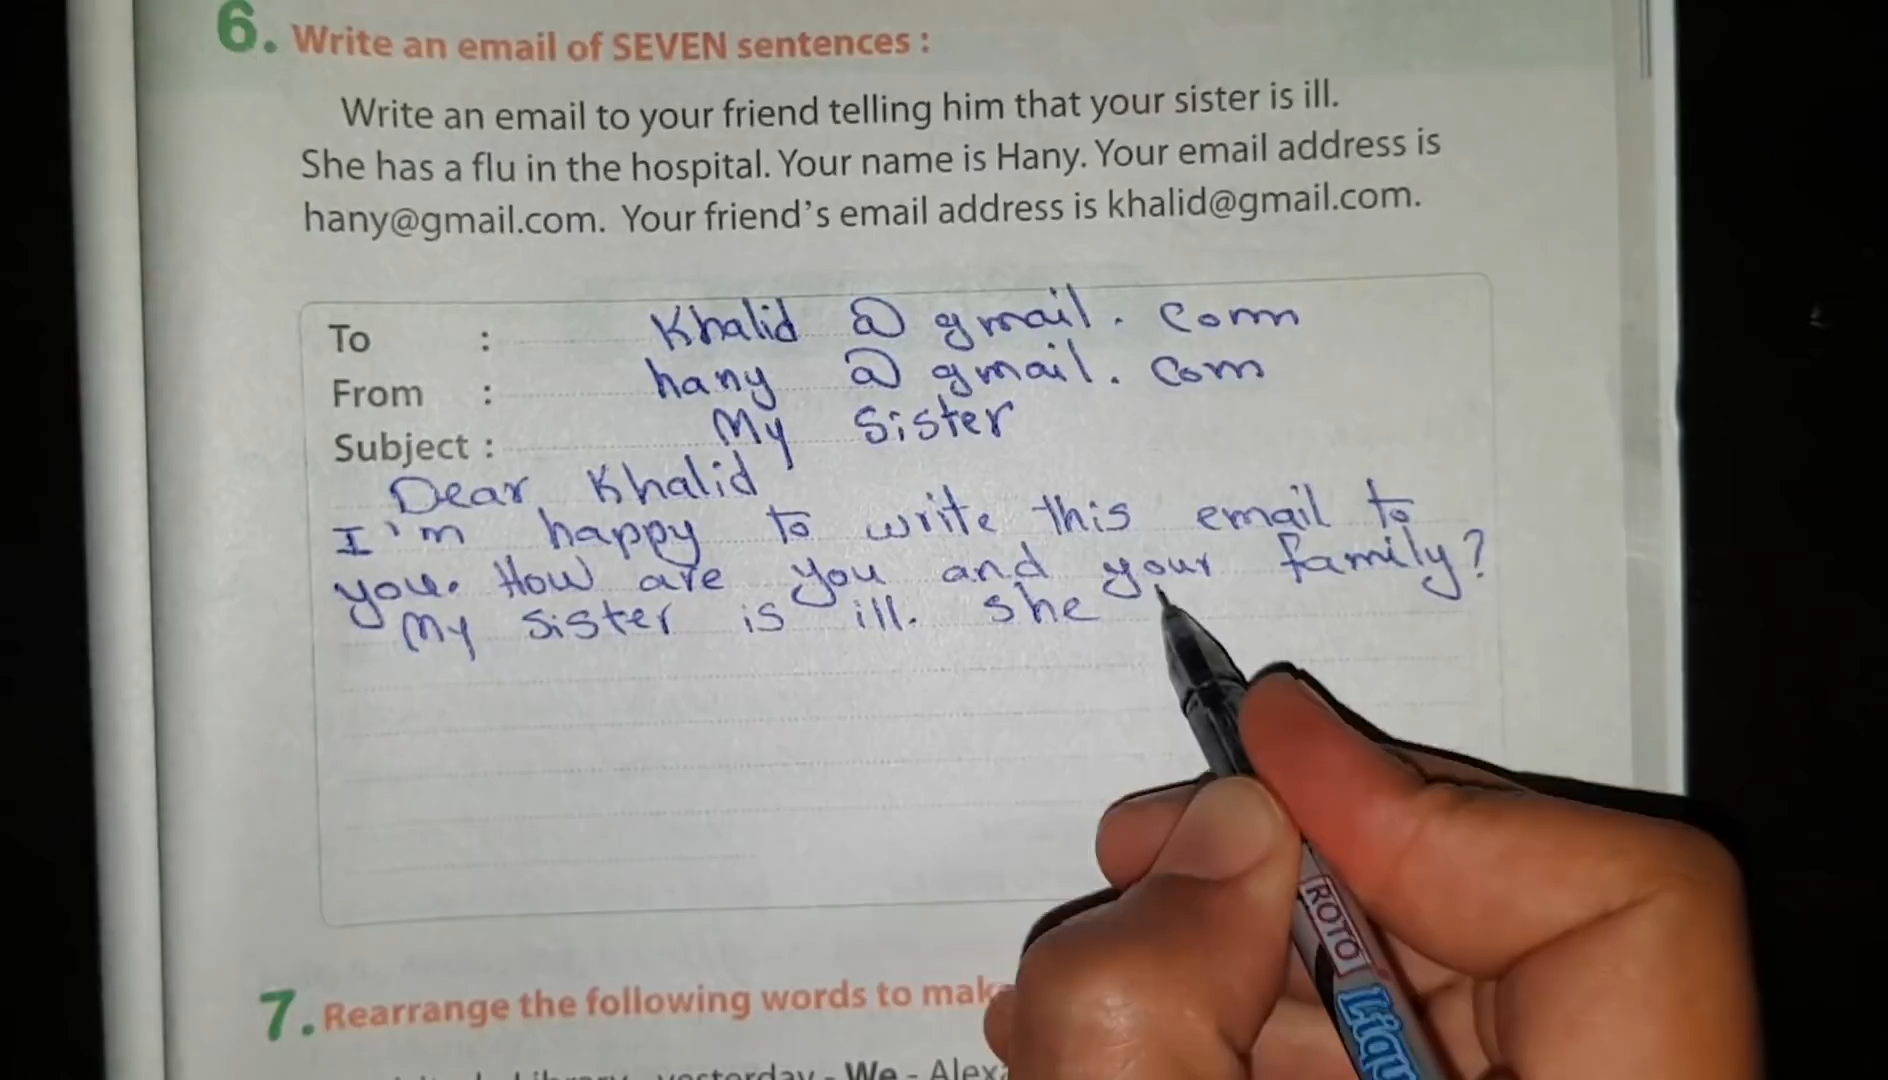 6. Write an email of SEVEN sentences :
Write an email to your friend telling him that your sister is ill.
She has a flu in the hospital. Your name is Hany. Your email address is
hany@gmail.com. Your friend's email address is khalid@gmail.com.
To : Khalid @ gmail. com
From : hany @ gmail. com
Subject : My Sister
Dear Khalid
I'm happy to write this email to
you. How are you and your family?
My sister is ill. she
7. Rearrange the following words to mak
yesterday - We - Alex
ROTO
Liqu